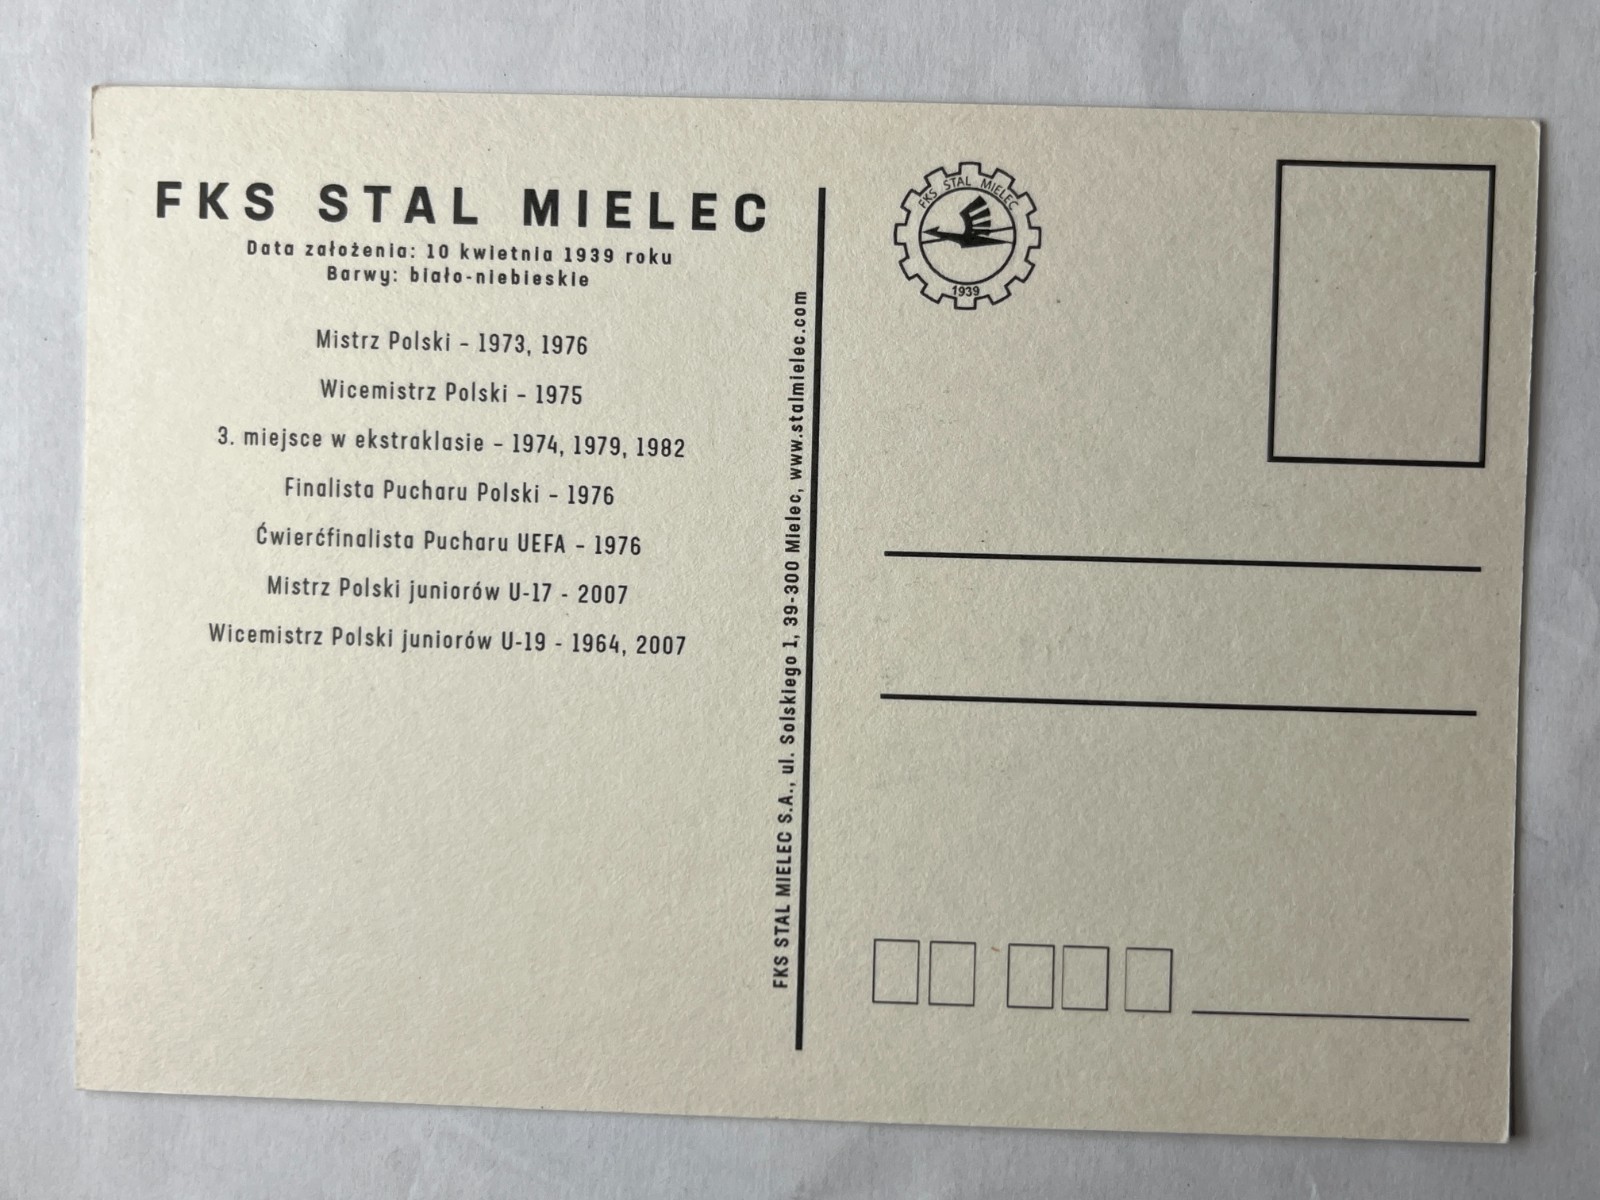 FKS STAL MIELEC
Data założenia: 10 kwietnia 1939 roku
Barwy: biało-niebieskie
Mistrz Polski – 1973, 1976
Wicemistrz Polski – 1975
3. miejsce w ekstraklasie – 1974, 1979, 1982
Finalista Pucharu Polski – 1976
Ćwierćfinalista Pucharu UEFA – 1976
Mistrz Polski juniorów U-17 - 2007
Wicemistrz Polski juniorów U-19 - 1964, 2007
FKS STAL MIELEC S.A., ul. Solskiego 1, 39-300 Mielec, www.stalmielec.com
FKS STAL MIELEC
1939